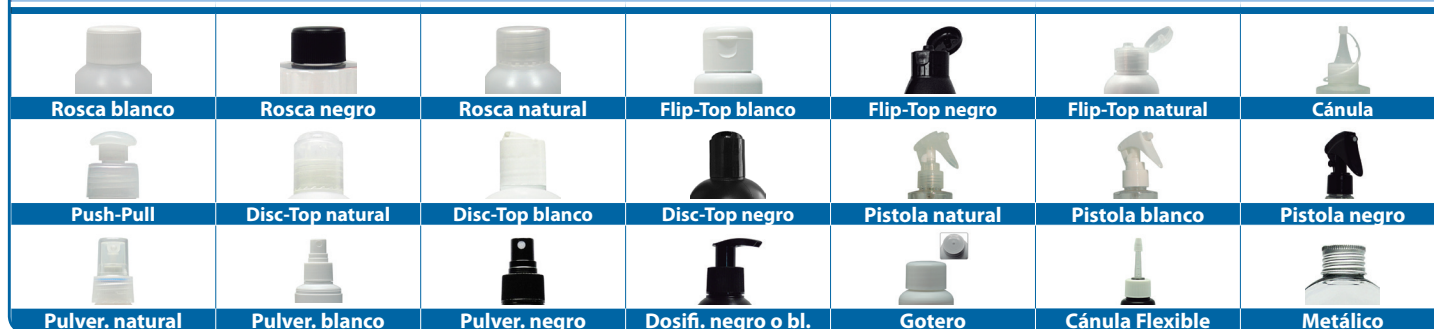 Rosca blanco
Rosca negro
Rosca natural
Flip-Top blanco
Flip-Top negro
Flip-Top natural
Cánula
Push-Pull
Disc-Top natural
Disc-Top blanco
Disc-Top negro
Pistola natural
Pistola blanco
Pistola negro
Pulver. natural
Pulver. blanco
Pulver. negro
Dosifi. negro o bl.
Gotero
Cánula Flexible
Metálico